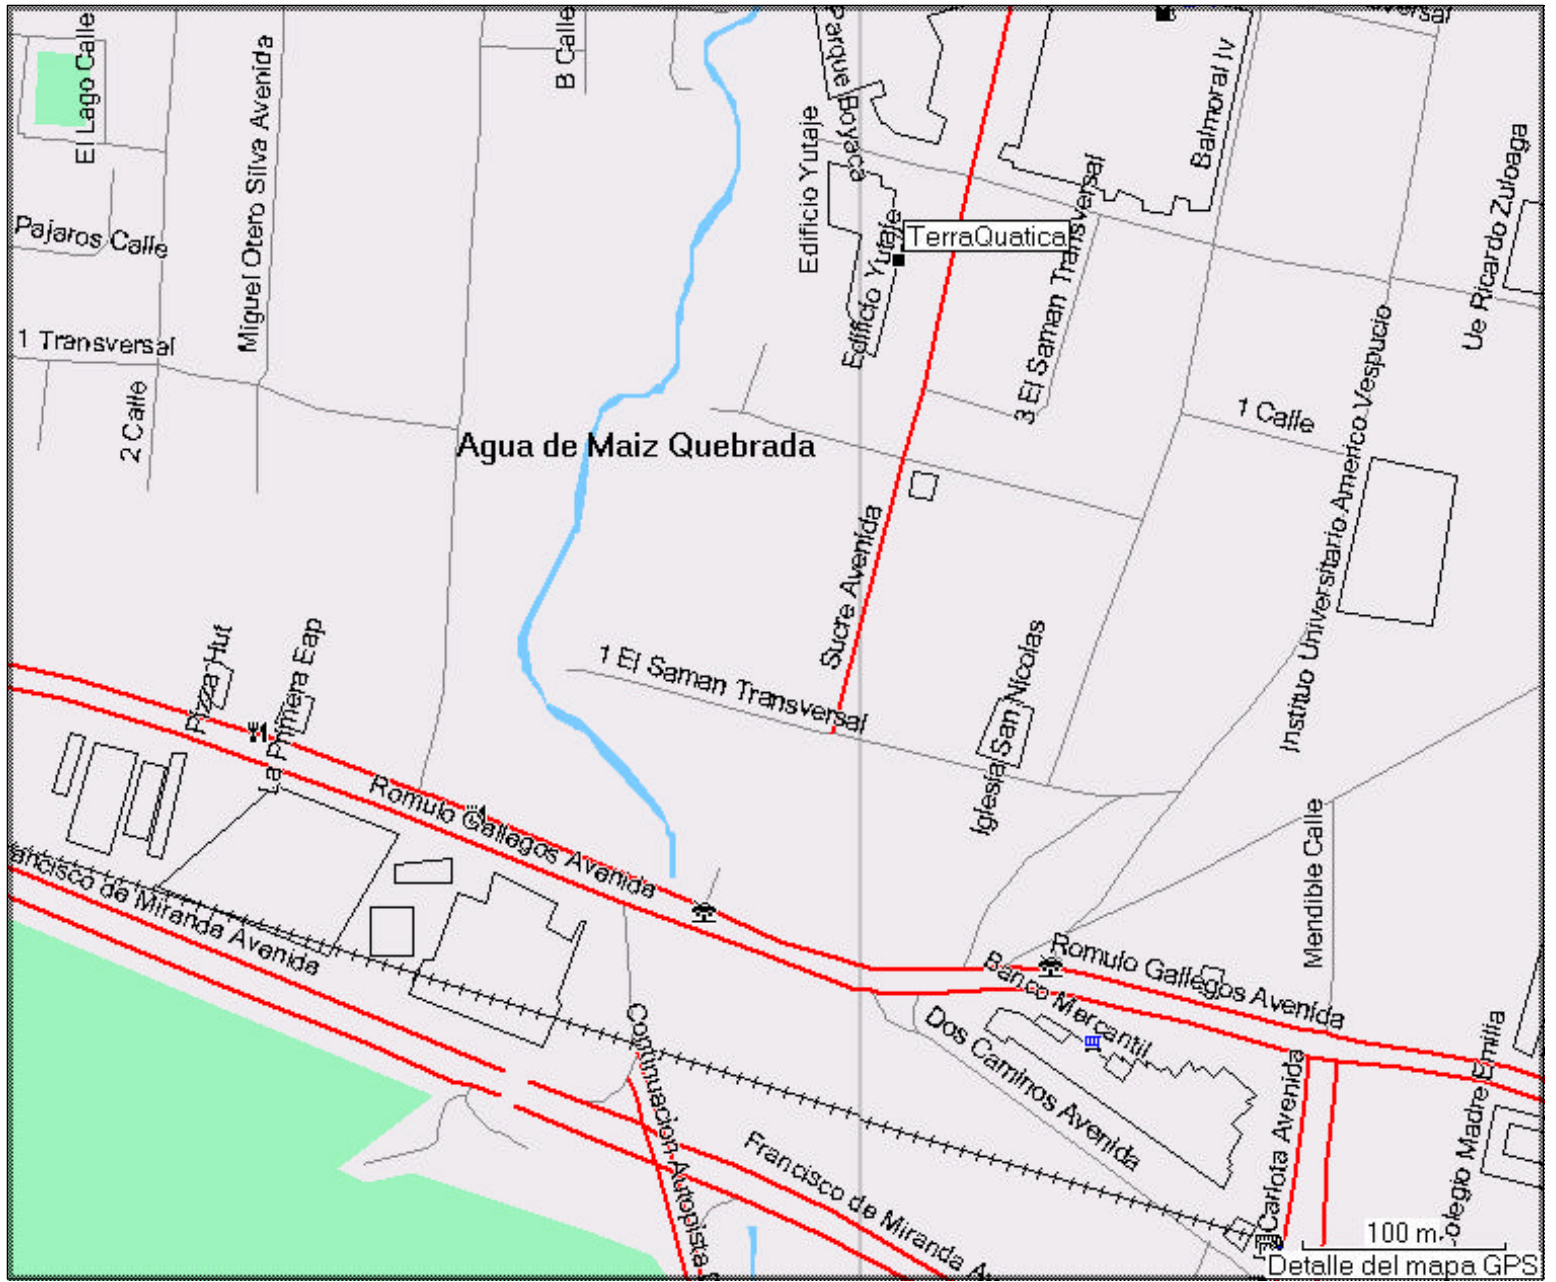 El Lago Calle
Miguel Otero Silva Avenida
B Calle
Parque Boyaca
Edificio Yutaje
Balmoral Iv
Ue Ricardo Zuloaga
Pajaros Calle
TerraQuatica
Edificio Yutaje
3 El Saman Transversal
1 Transversal
2 Calle
1 Calle
Agua de Maiz Quebrada
Instituo Universitario Americo Vespucio
Sucre Avenida
Pizza Hut
La Primera Eap
1 El Saman Transversal
Iglesia San Nicolas
Romulo Gallegos Avenida
Mendible Calle
ancisco de Miranda Avenida
Romulo Gallegos Avenida
Banco Mercantil
Dos Caminos Avenida
Continuacion Autopista
Carlota Avenida
olegio Madre Emilia
Francisco de Miranda Av
100 m.
Detalle del mapa GPS